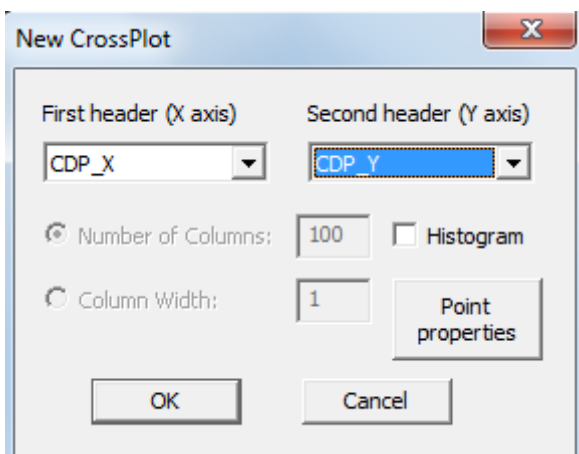 New CrossPlot
First header (X axis) Second header (Y axis)
CDP_X CDP_Y
Number of Columns: 100 Histogram
Column Width: 1 Point properties
OK Cancel